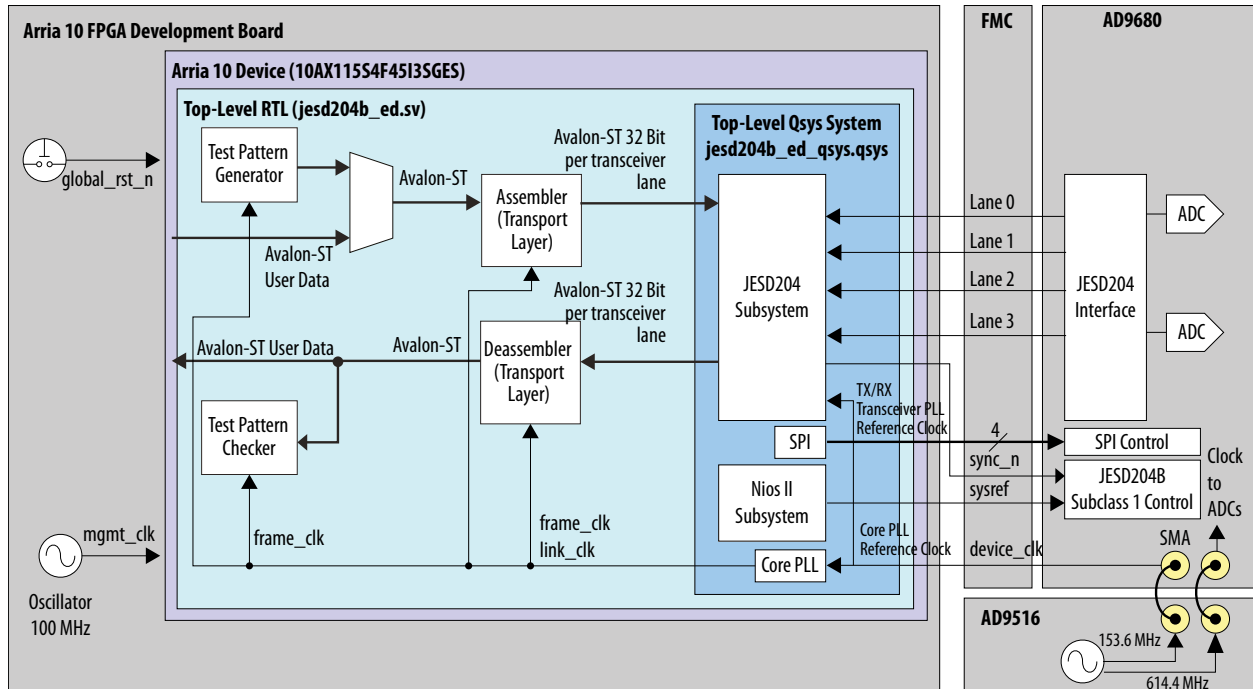 Arria 10 FPGA Development Board
FMC
AD9680
Arria 10 Device (10AX115S4F45I3SGES)
Top-Level RTL (jesd204b_ed.sv)
Top-Level Qsys System
jesd204b_ed_qsys.qsys
global_rst_n
Test Pattern
Generator
Avalon-ST
User Data
Avalon-ST
Assembler
(Transport
Layer)
Avalon-ST 32 Bit
per transceiver
lane
JESD204
Subsystem
Lane 0
Lane 1
Lane 2
Lane 3
JESD204
Interface
ADC
ADC
Avalon-ST User Data
Avalon-ST
Deassembler
(Transport
Layer)
Avalon-ST 32 Bit
per transceiver
lane
Test Pattern
Checker
TX/RX
Transceiver PLL
Reference Clock
SPI
4
sync_n
sysref
SPI Control
JESD204B
Subclass 1 Control
Clock
to
ADCs
Nios II
Subsystem
mgmt_clk
frame_clk
frame_clk
link_clk
Core PLL
Core PLL
Reference Clock
device_clk
SMA
Oscillator
100 MHz
AD9516
153.6 MHz
614.4 MHz